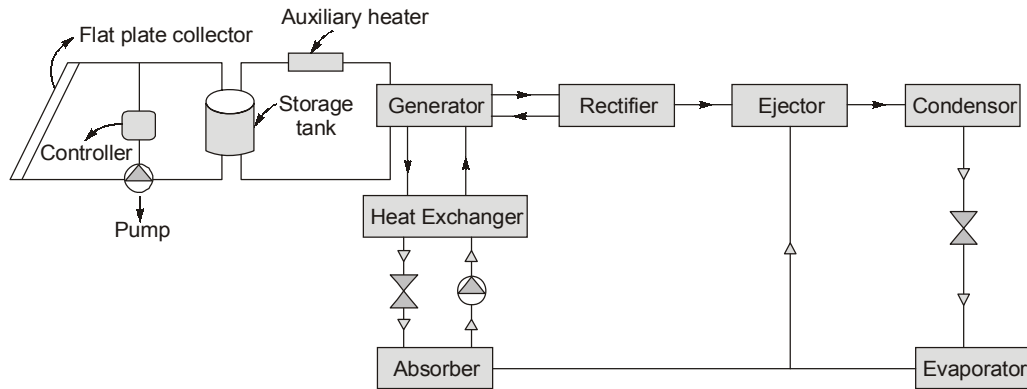 Auxiliary heater
Flat plate collector
Storage
tank
Controller
Pump
Generator
Rectifier
Ejector
Condensor
Heat Exchanger
Absorber
Evaporator